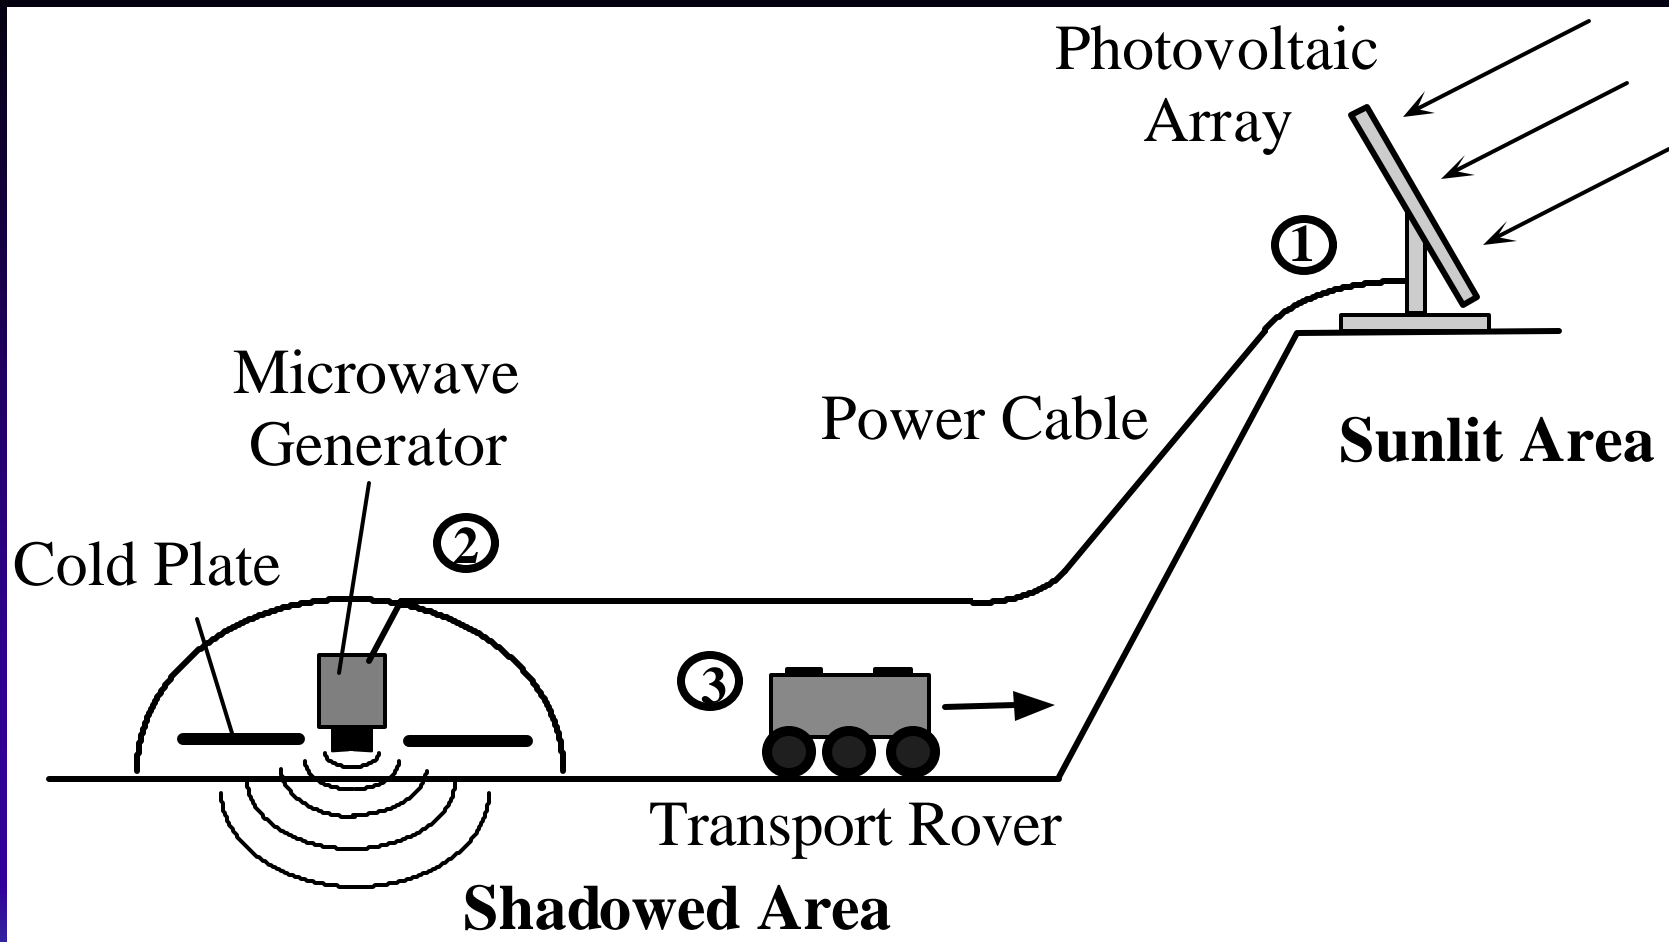 Photovoltaic
Array
1
Microwave
Generator
Power Cable
Sunlit Area
2
Cold Plate
3
Transport Rover
Shadowed Area